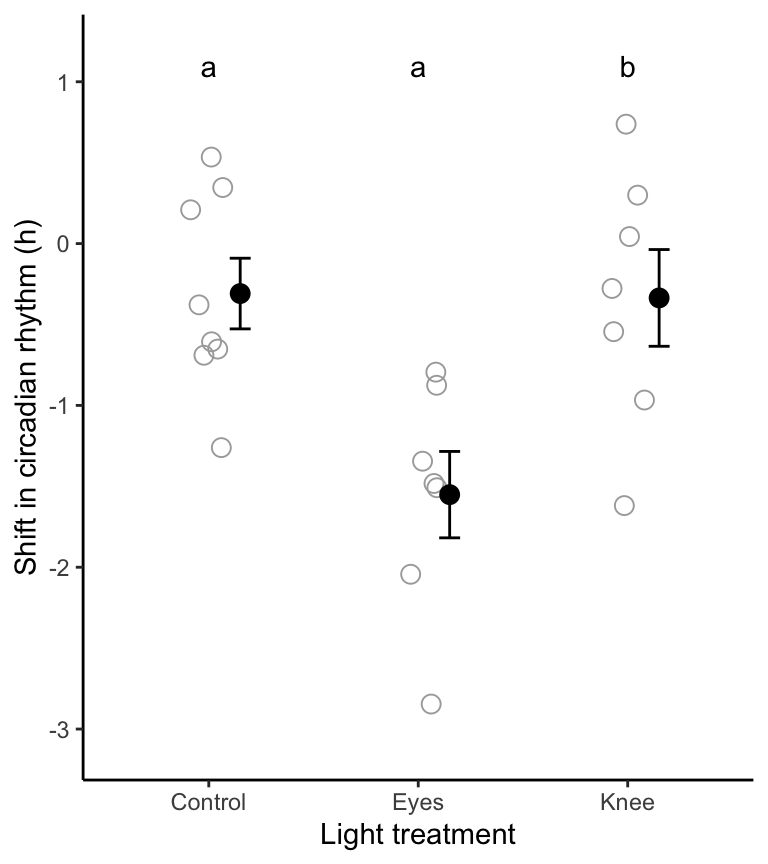 a a b
1
0
-1
-2
-3
Shift in circadian rhythm (h)
Control Eyes Knee
Light treatment